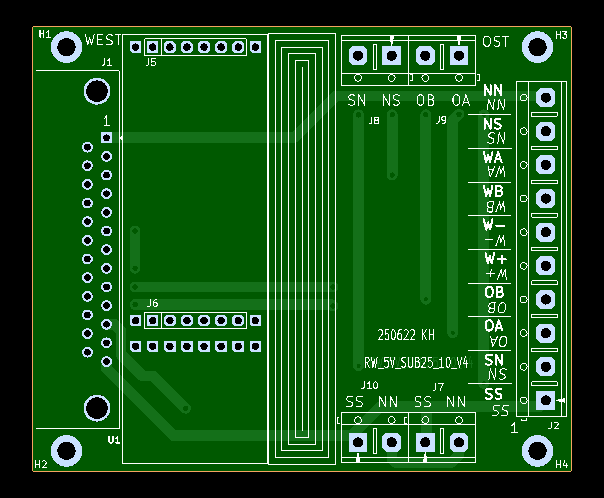 H1
WEST
OST
H3
J1
J5
SN NS OB OA
J8
J9
1
NN
NN
NS
NS
WA
WA
WB
WB
W-
W-
W+
W+
OB
OB
OA
OA
SN
SN
SS
SS
J6
250622 KH
RW_5V_SUB25_10_V4
J10
J7
SS NN SS NN
J2
1
U1
H2
H4